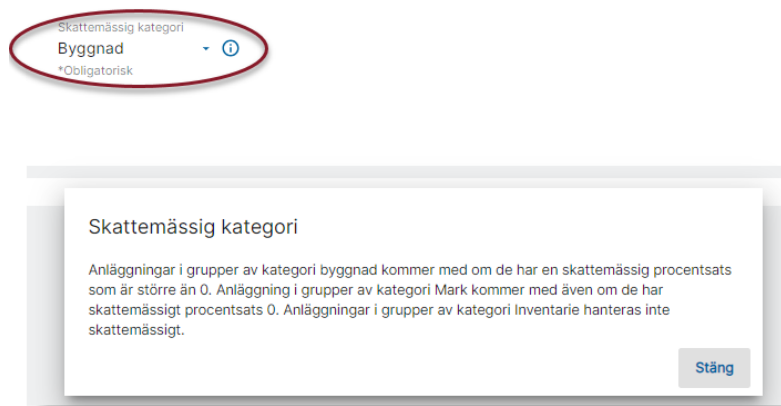 Skattemässig kategori
Byggnad
*Obligatorisk
Skattemässig kategori
Anläggningar i grupper av kategori byggnad kommer med om de har en skattemässig procentsats
som är större än 0. Anläggning i grupper av kategori Mark kommer med även om de har
skattemässigt procentsats 0. Anläggningar i grupper av kategori Inventarie hanteras inte
skattemässigt.
Stäng